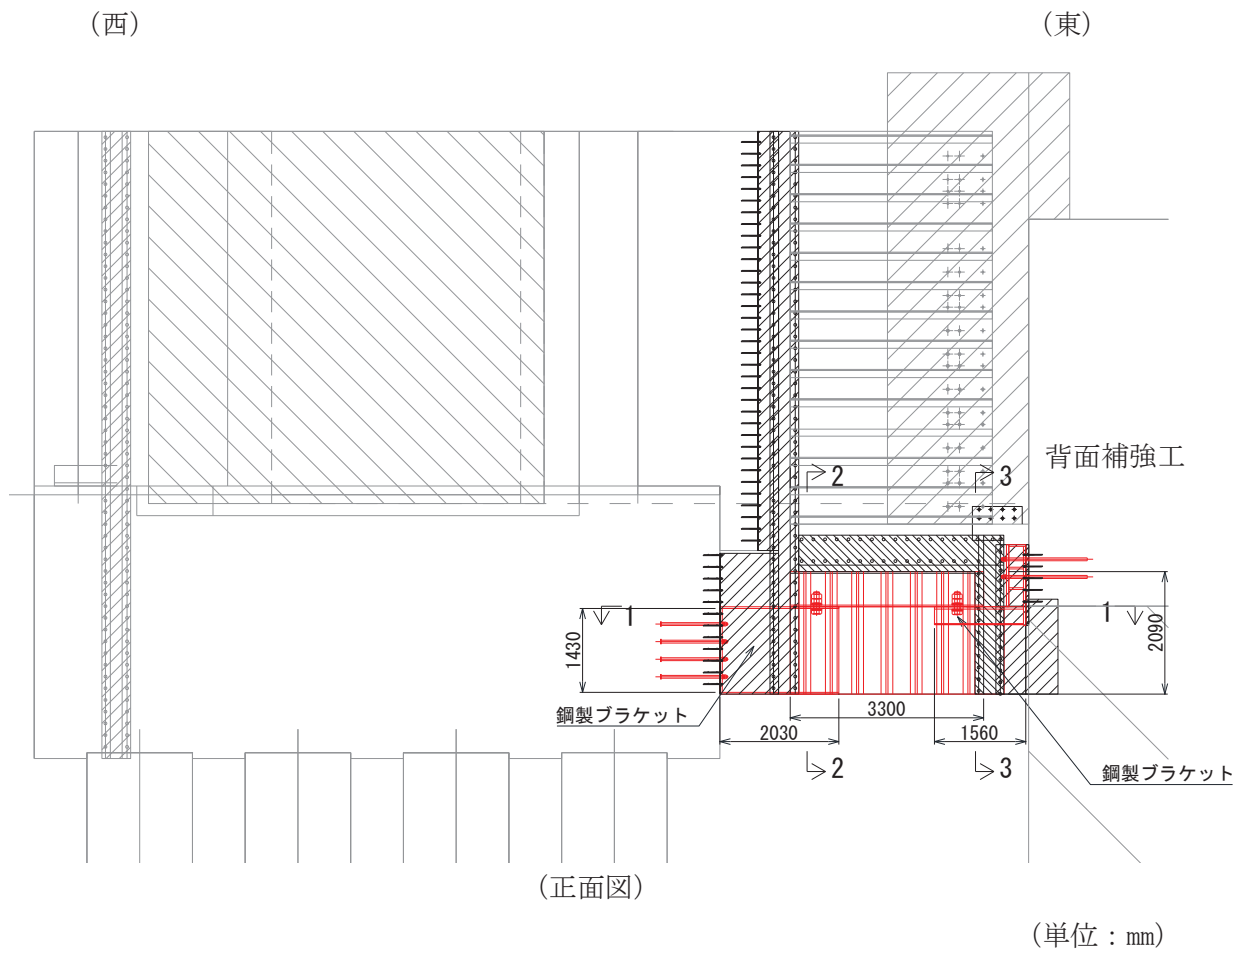 （西）
（東）
背面補強工
2
3
1
1
1430
2090
鋼製ブラケット
3300
2030
1560
2
3
鋼製ブラケット
（正面図）
（単位：mm）